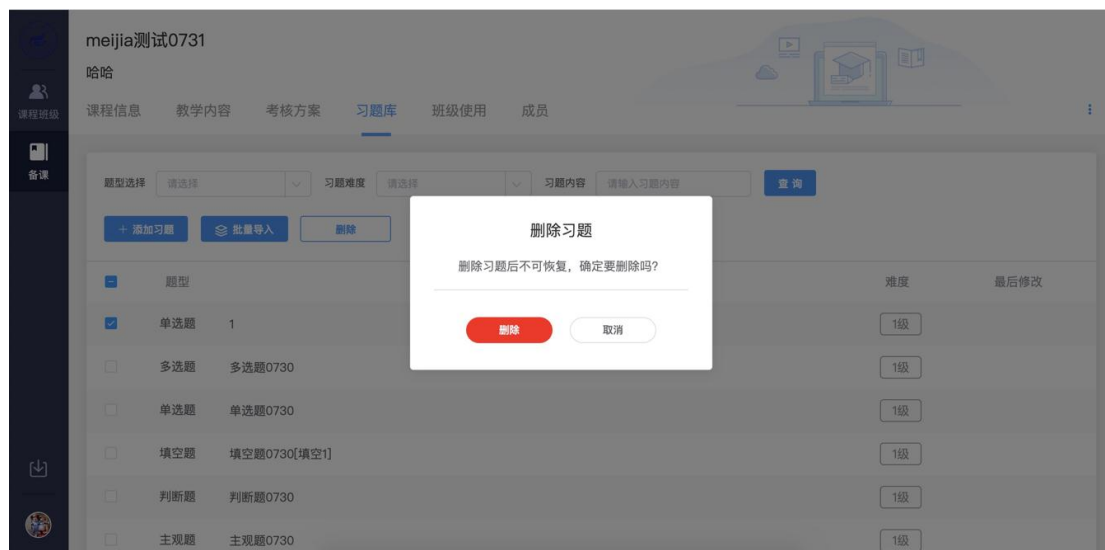 meijia测试0731
哈哈
课程班级
课程信息 教学内容 考核方案 习题库 班级使用 成员
备课
题型选择 请选择 习题难度 请选择 习题内容 请输入习题内容 查询
+ 添加习题 批量导入 删除
删除习题
删除习题后不可恢复，确定要删除吗?
题型 难度 最后修改
删除 取消
单选题 1 1级
多选题 多选题0730 1级
单选题 单选题0730 1级
填空题 填空题0730[填空1] 1级
判断题 判断题0730 1级
主观题 主观题0730 1级